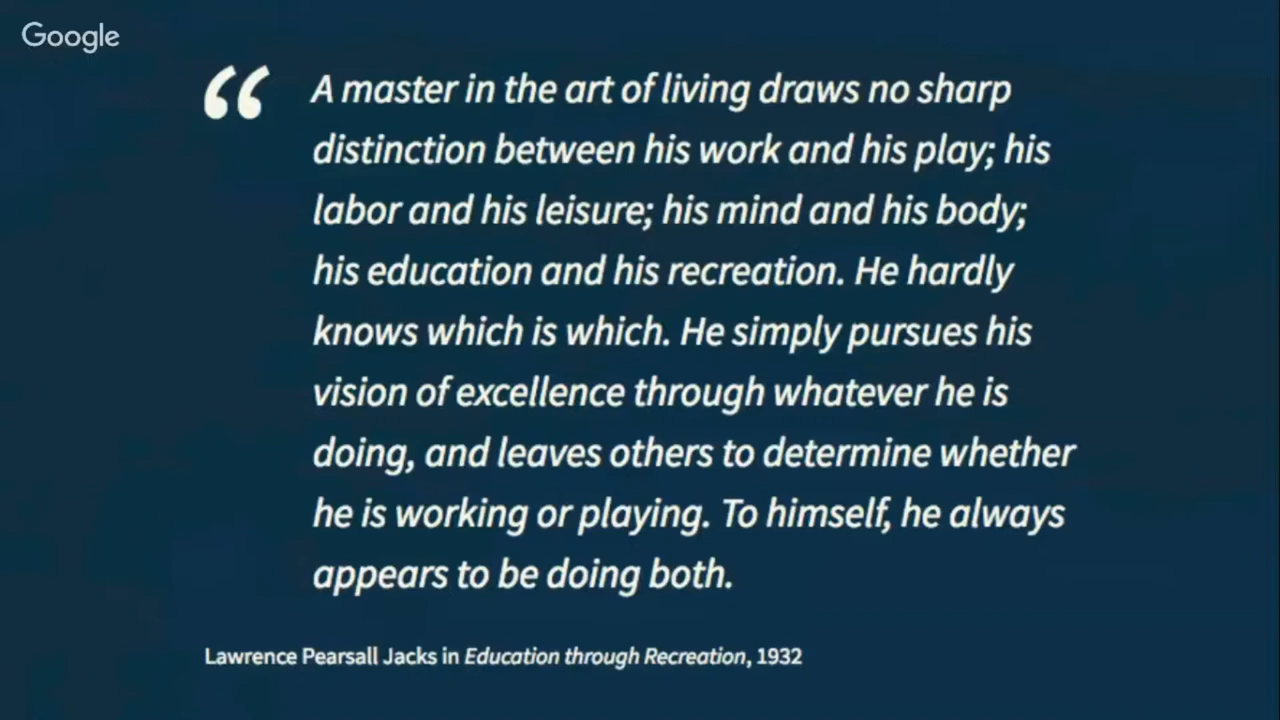 Google
“ A master in the art of living draws no sharp
distinction between his work and his play; his
labor and his leisure; his mind and his body;
his education and his recreation. He hardly
knows which is which. He simply pursues his
vision of excellence through whatever he is
doing, and leaves others to determine whether
he is working or playing. To himself, he always
appears to be doing both.
Lawrence Pearsall Jacks in Education through Recreation, 1932